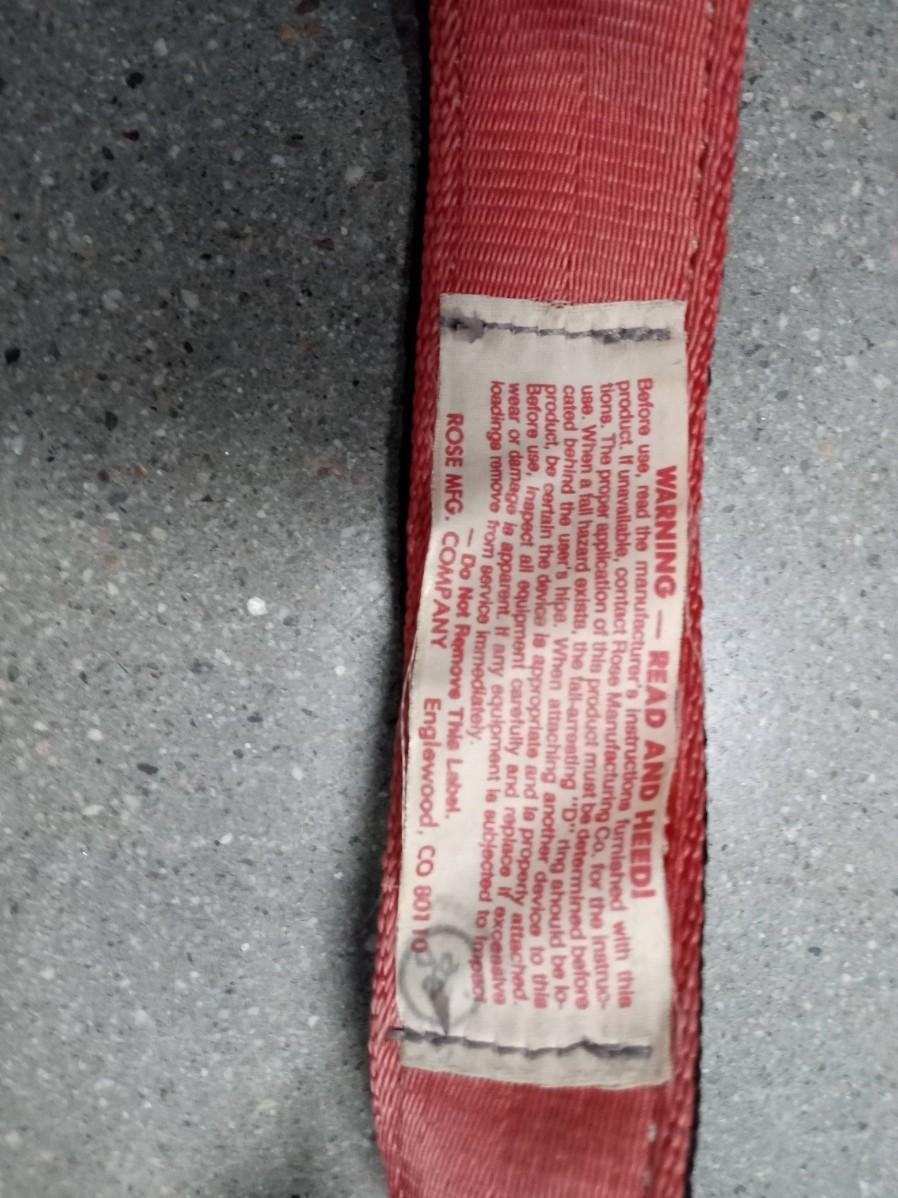 WARNING — READ AND HEED!
Before use, read the manufacturer's instructions furnished with this
product. If unavailable, contact Rose Manufacturing Co. for the instruc-
tions. The proper application of this product must be determined before
use. When a fall hazard exists, the fall-arresting "D" ring should be lo-
cated behind the user's hips. When attaching another device to this
product, be certain the device is appropriate and is properly attached.
Before use, inspect all equipment carefully and replace if excessive
wear or damage is apparent. If any equipment is subjected to impact
loadings remove from service immediately.
— Do Not Remove This Label.
ROSE MFG. COMPANY Englewood, CO 80110